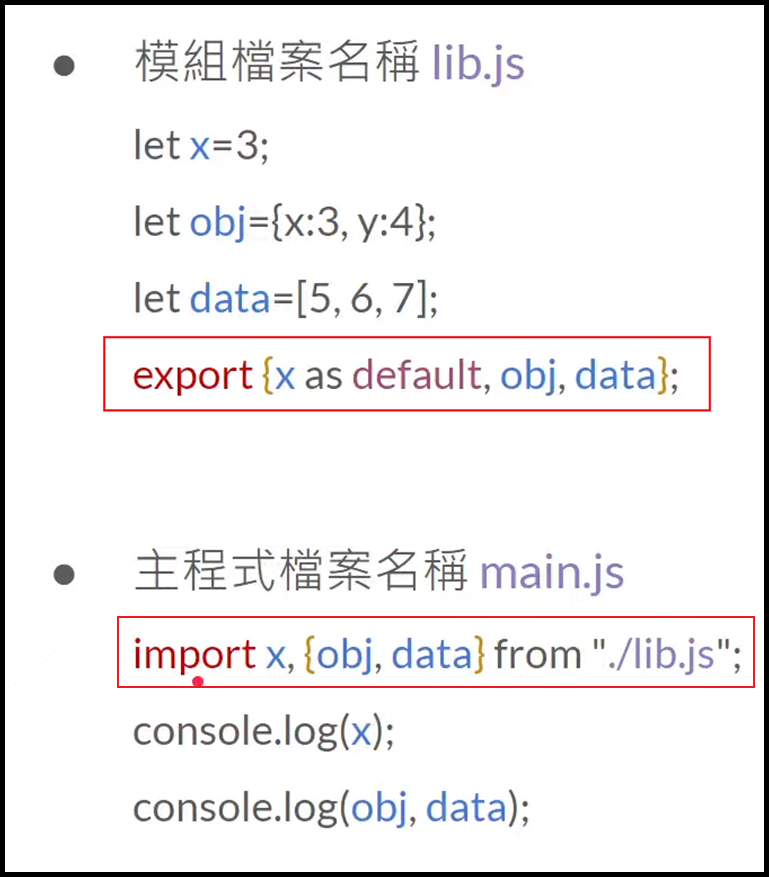 ● 模組檔案名稱 lib.js
let x=3;
let obj={x:3, y:4};
let data=[5, 6, 7];
export {x as default, obj, data};
● 主程式檔案名稱 main.js
import x, {obj, data} from "./lib.js";
console.log(x);
console.log(obj, data);